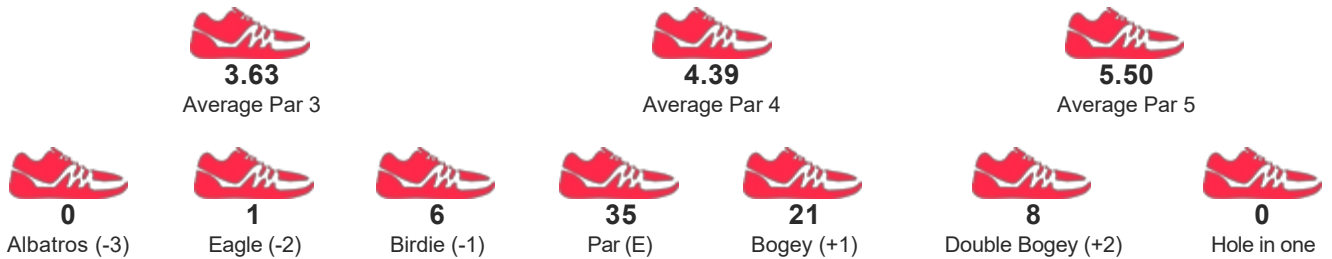 3.63 4.39 5.50
Average Par 3 Average Par 4 Average Par 5
0 1 6 35 21 8 0
Albatros (-3) Eagle (-2) Birdie (-1) Par (E) Bogey (+1) Double Bogey (+2) Hole in one